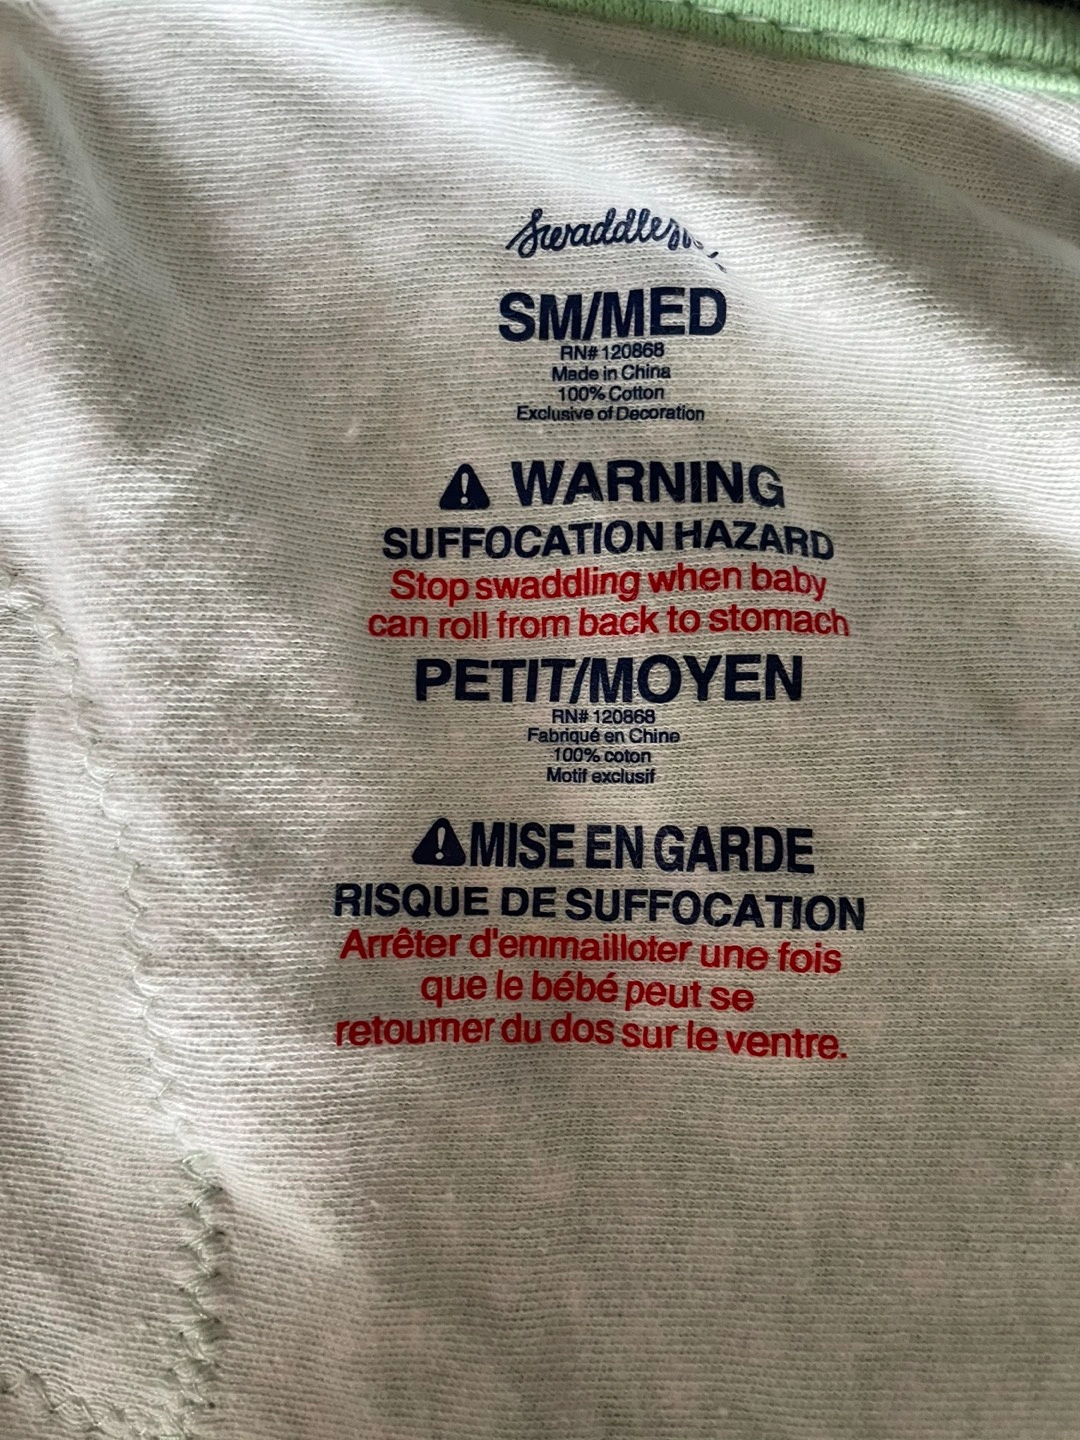 SM/MED
RN# 120868
Made in China
100% Cotton
Exclusive of Decoration
WARNING
SUFFOCATION HAZARD
Stop swaddling when baby
can roll from back to stomach
PETIT/MOYEN
RN# 120868
Fabriqué en Chine
100% coton
Motif exclusif
MISE EN GARDE
RISQUE DE SUFFOCATION
Arrêter d'emmailloter une fois
que le bébé peut se
retourner du dos sur le ventre.